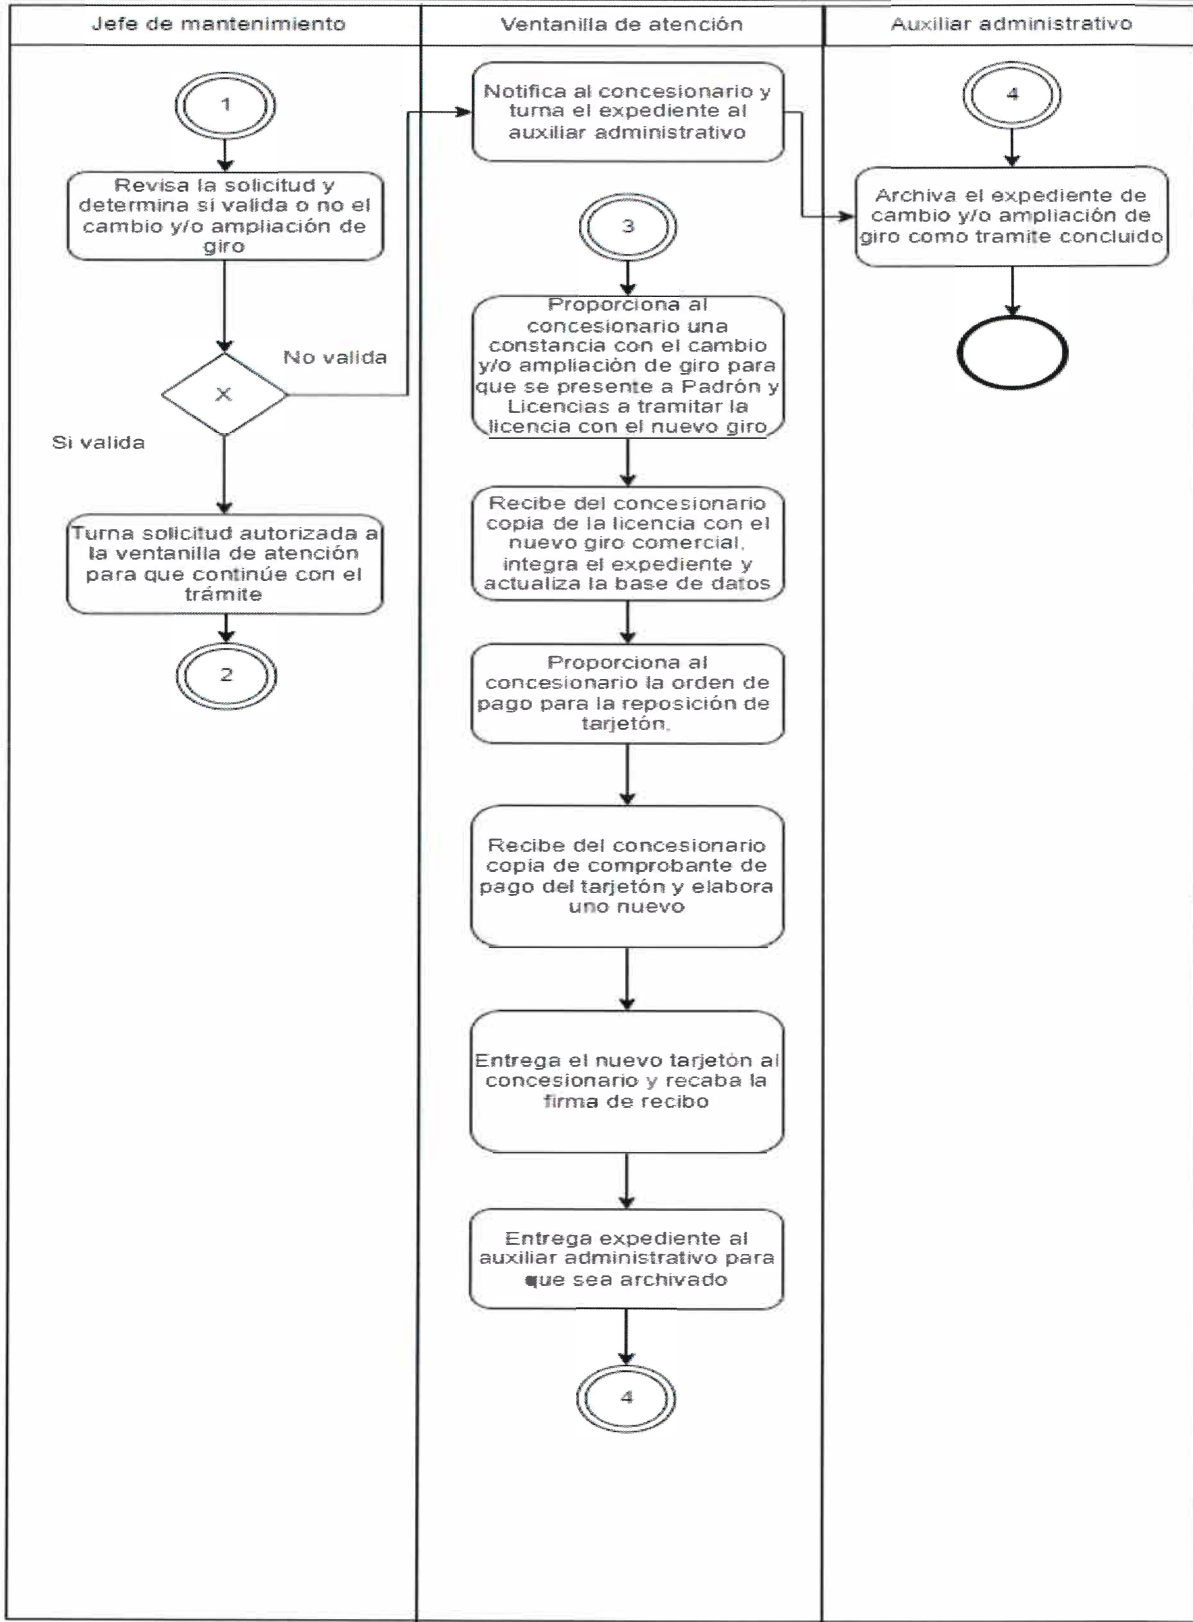 Jefe de mantenimiento
Ventanilla de atención
Auxiliar administrativo
1
Revisa la solicitud y
determina si valida o no el
cambio y/o ampliación de
giro
No valida
X
Si valida
Turna solicitud autorizada a
la ventanilla de atención
para que continúe con el
trámite
2
Notifica al concesionario y
turna el expediente al
auxiliar administrativo
3
Proporciona al
concesionario una
constancia con el cambio
y/o ampliación de giro para
que se presente a Padrón y
Licencias a tramitar la
licencia con el nuevo giro
Recibe del concesionario
copia de la licencia con el
nuevo giro comercial,
integra el expediente y
actualiza la base de datos
Proporciona al
concesionario la orden de
pago para la reposición de
tarjetón.
Recibe del concesionario
copia de comprobante de
pago del tarjetón y elabora
uno nuevo
Entrega el nuevo tarjetón al
concesionario y recaba la
firma de recibo
Entrega expediente al
auxiliar administrativo para
que sea archivado
4
4
Archiva el expediente de
cambio y/o ampliación de
giro como tramite concluido